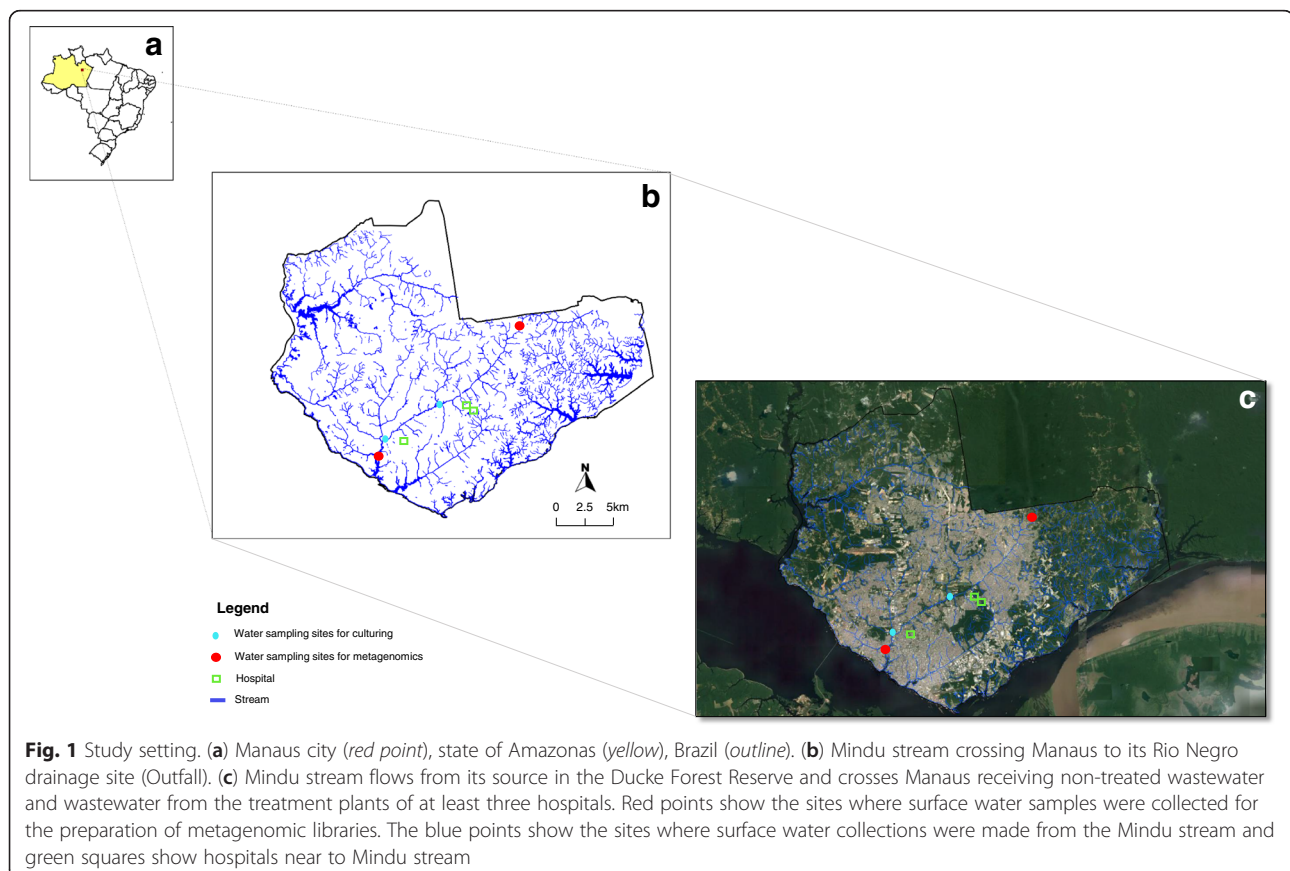 a
b
N
0 2.5 5km
c
Legend
Water sampling sites for culturing
Water sampling sites for metagenomics
Hospital
Stream
Fig. 1 Study setting. (a) Manaus city (red point), state of Amazonas (yellow), Brazil (outline). (b) Mindu stream crossing Manaus to its Rio Negro
drainage site (Outfall). (c) Mindu stream flows from its source in the Ducke Forest Reserve and crosses Manaus receiving non-treated wastewater
and wastewater from the treatment plants of at least three hospitals. Red points show the sites where surface water samples were collected for
the preparation of metagenomic libraries. The blue points show the sites where surface water collections were made from the Mindu stream and
green squares show hospitals near to Mindu stream